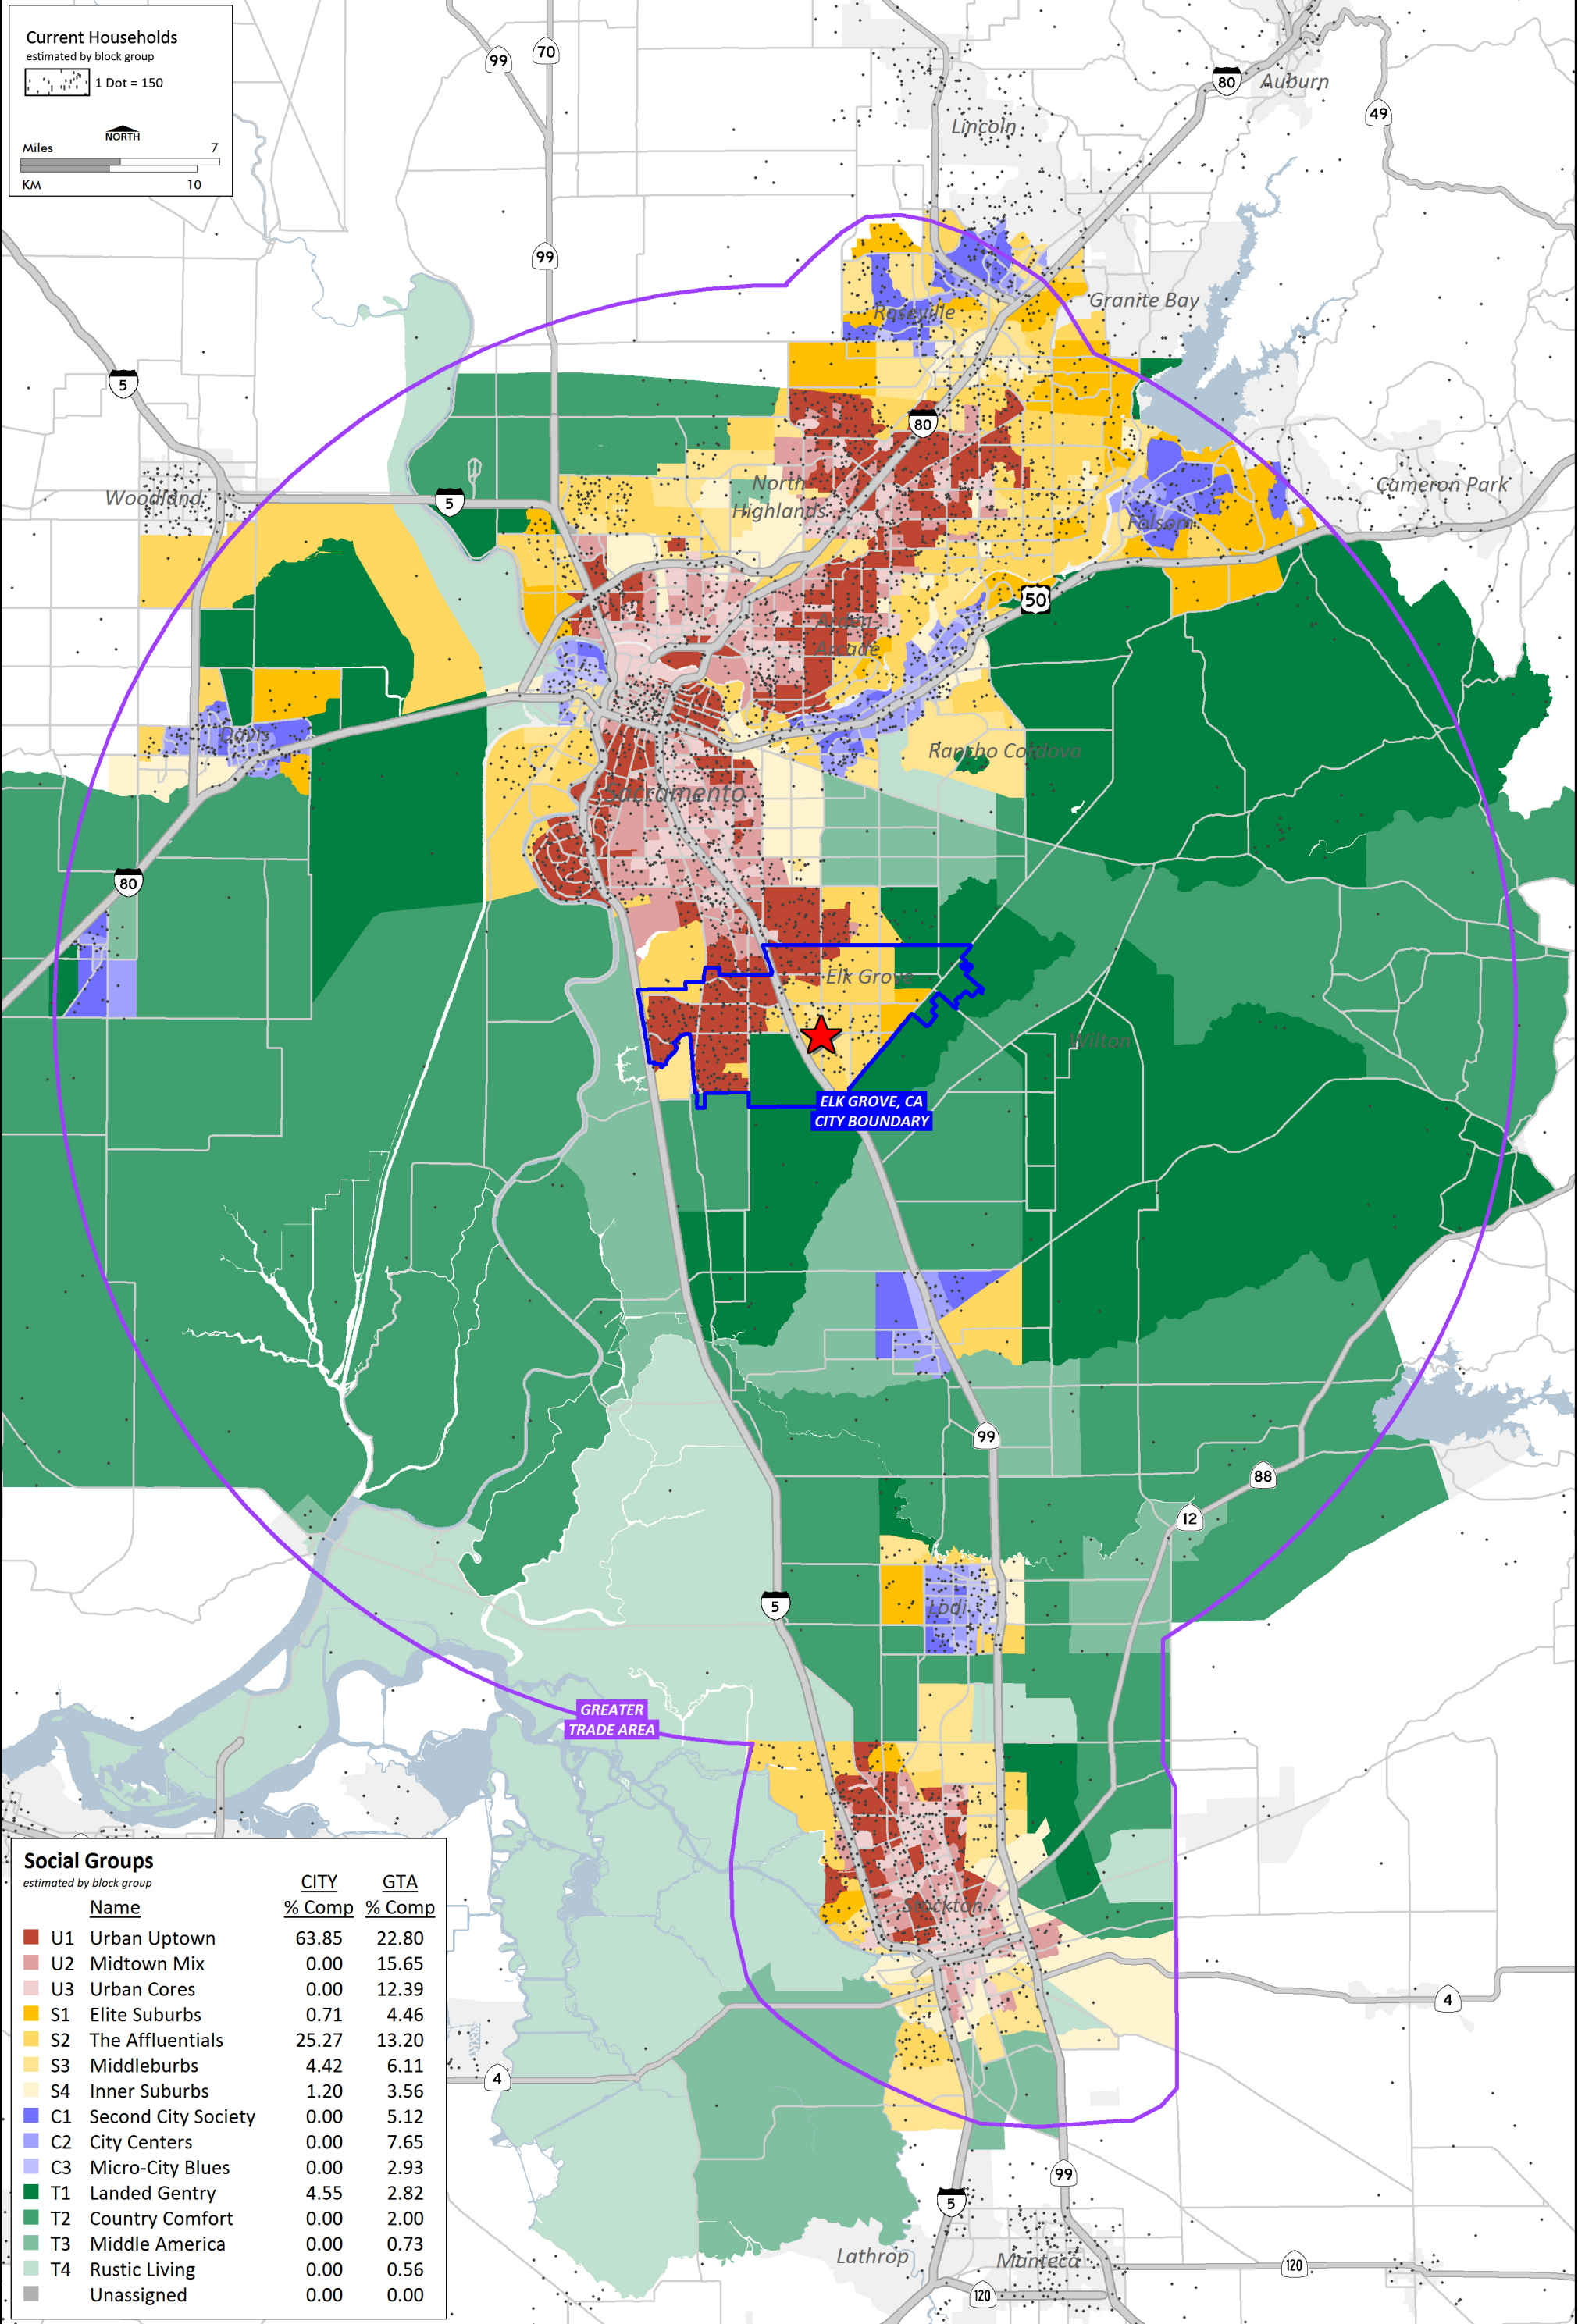 Current Households
estimated by block group
1 Dot = 150
NORTH
Miles 7
KM 10
99
70
80
Auburn
49
Lincoln
99
Granite Bay
Roseville
5
80
Woodland
5
North
Highlands
Cameron Park
Folsom
50
Arden-
Arcade
Davis
Rancho Cordova
Sacramento
80
Elk Grove
Wilton
ELK GROVE, CA
CITY BOUNDARY
99
88
12
5
Lodi
GREATER
TRADE AREA
Stockton
4
4
99
5
Lathrop
Manteca
120
120
Social Groups
estimated by block group
CITY GTA
Name % Comp % Comp
U1 Urban Uptown 63.85 22.80
U2 Midtown Mix 0.00 15.65
U3 Urban Cores 0.00 12.39
S1 Elite Suburbs 0.71 4.46
S2 The Affluentials 25.27 13.20
S3 Middleburbs 4.42 6.11
S4 Inner Suburbs 1.20 3.56
C1 Second City Society 0.00 5.12
C2 City Centers 0.00 7.65
C3 Micro-City Blues 0.00 2.93
T1 Landed Gentry 4.55 2.82
T2 Country Comfort 0.00 2.00
T3 Middle America 0.00 0.73
T4 Rustic Living 0.00 0.56
Unassigned 0.00 0.00